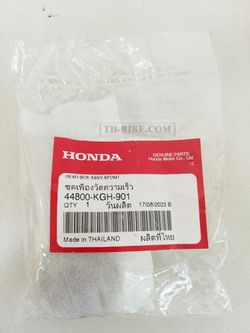 TH-BIKE.COM
GENUINE PARTS
Honda Motor Co., Ltd.
HONDA
GEAR BOX ASSY,SPDMT
ชุดเฟืองวัดความเร็ว
44800-KGH-901
QTY 1 วันผลิต 17/08/2023 B
Made in THAILAND ผลิตที่ไทย